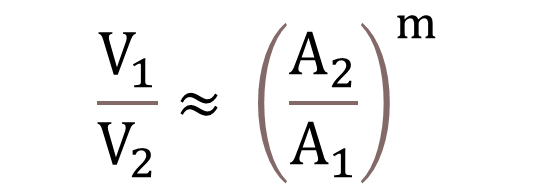 V₁/V₂ ≈ (A₂/A₁)ᵐ